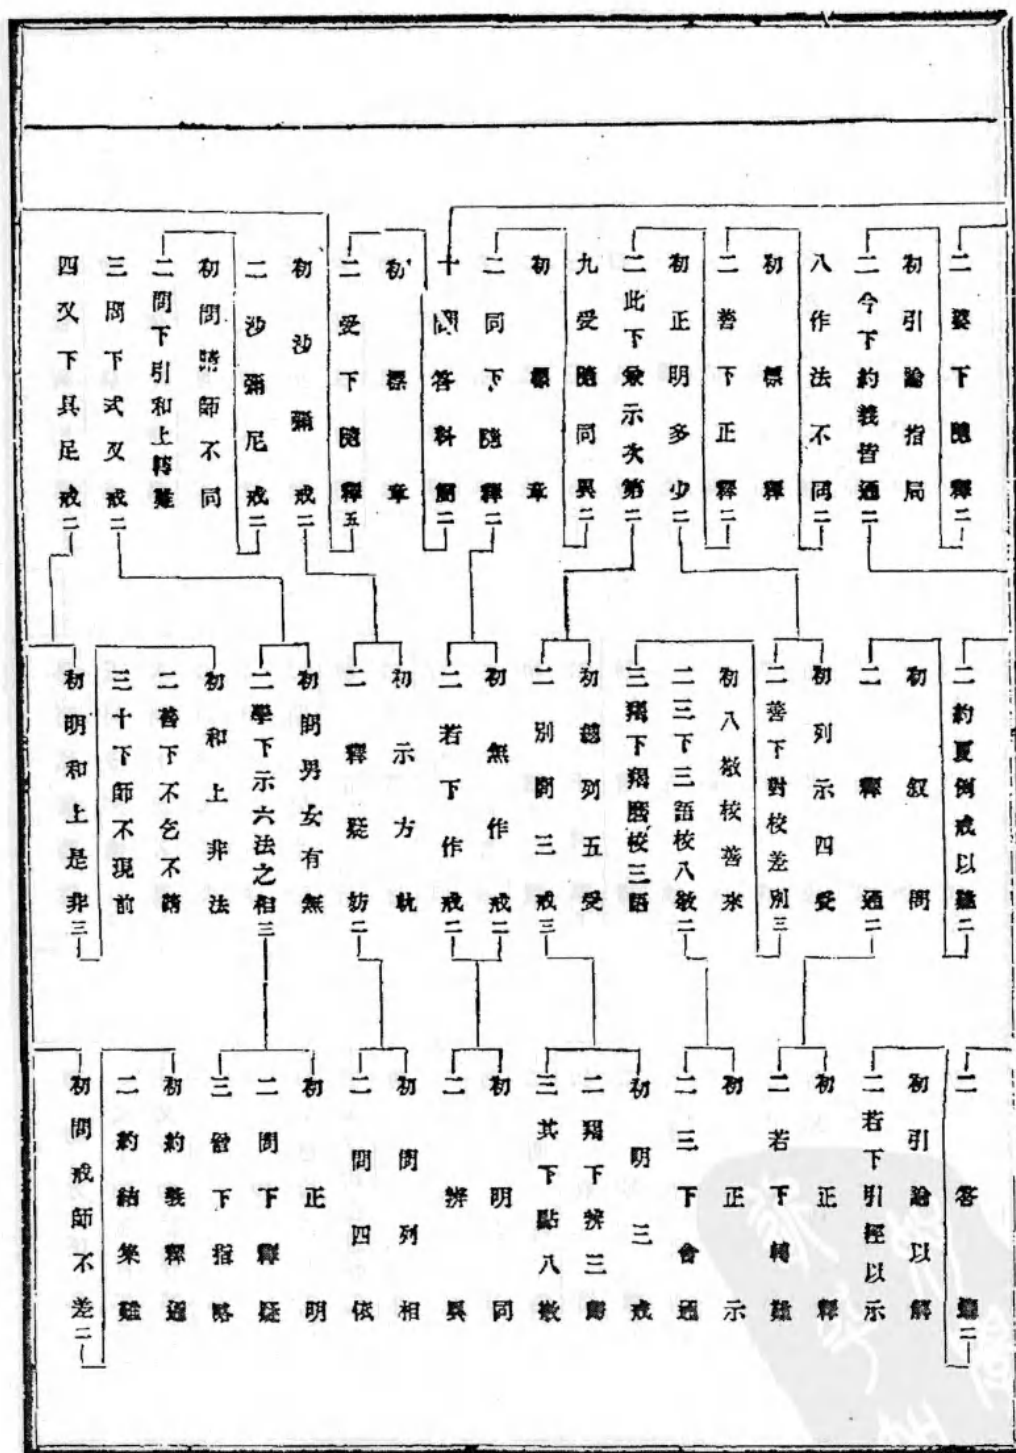 二婆下隨釋二
初引論指局
二今下約義皆通二
八作法不同二
初標釋
二善下正釋二
初正明多少二
二此下兼示次第二
九受隨同異二
初標章
二同下隨釋二
十問答料簡二
初標章
二受下隨釋五
初沙彌戒二
二沙彌尼戒二
初問諸師不同
二問下引和上轉難
三問下式叉戒二
四叉下具足戒二
二約夏例戒以難二
初叙問
二釋通二
初列示四受
二善下對校差別三
初八敬校善來
二三下三語校八敬二
三羯下羯磨校三語
初總列五受
二別問三戒三
初無作戒二
二若下作戒二
初示方軌
二釋疑妨二
初問男女有無
二學下示六法之相三
初和上非法
二善下不乞不請
三十下師不現前
初明和上是非三
二答難二
初引論以解
二若下引經以示
初正釋
二若下轉難
初正示
二三下會通
初明三戒
二羯下辨三歸
三其下點八敬
初明同
二辨異
初問列相
二問四依
初正明
二問下釋疑
三曾下指略
初約義釋通
二約結集難
初問戒師不差二